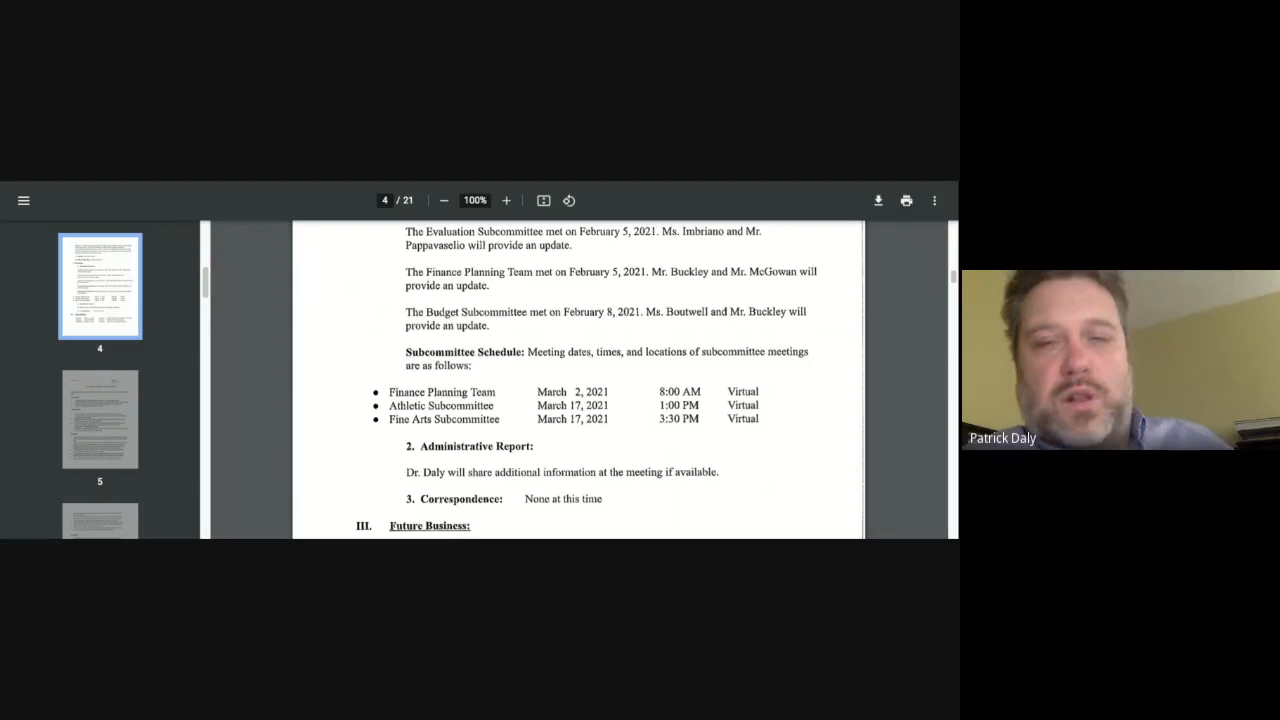 4 / 21
100%
The Evaluation Subcommittee met on February 5, 2021. Ms. Imbriano and Mr.
Pappavaselio will provide an update.
The Finance Planning Team met on February 5, 2021. Mr. Buckley and Mr. McGowan will
provide an update.
The Budget Subcommittee met on February 8, 2021. Ms. Boutwell and Mr. Buckley will
provide an update.
Subcommittee Schedule: Meeting dates, times, and locations of subcommittee meetings
are as follows:
• Finance Planning Team March 2, 2021 8:00 AM Virtual
• Athletic Subcommittee March 17, 2021 1:00 PM Virtual
• Fine Arts Subcommittee March 17, 2021 3:30 PM Virtual
2. Administrative Report:
Dr. Daly will share additional information at the meeting if available.
3. Correspondence: None at this time
III. Future Business:
4
5
Patrick Daly